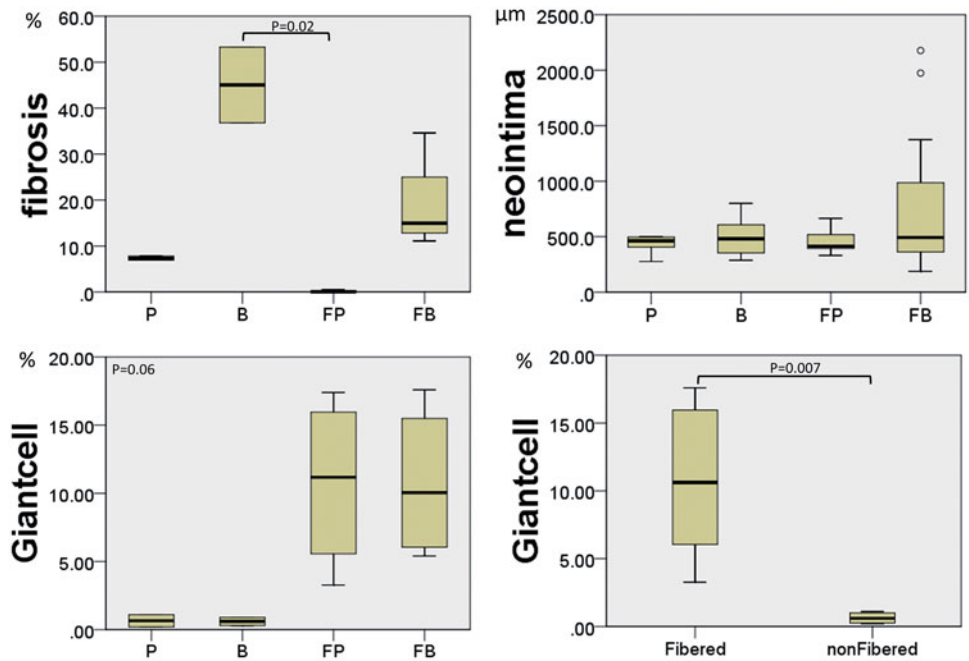 %
60.0
50.0
40.0
30.0
20.0
10.0
.0
fibrosis
P=0.02
P B FP FB
µm
2500.0
2000.0
1500.0
1000.0
500.0
.0
neointima
P B FP FB
%
20.00
15.00
10.00
5.00
.00
Giantcell
P=0.06
P B FP FB
%
20.00
15.00
10.00
5.00
.00
Giantcell
P=0.007
Fibered nonFibered